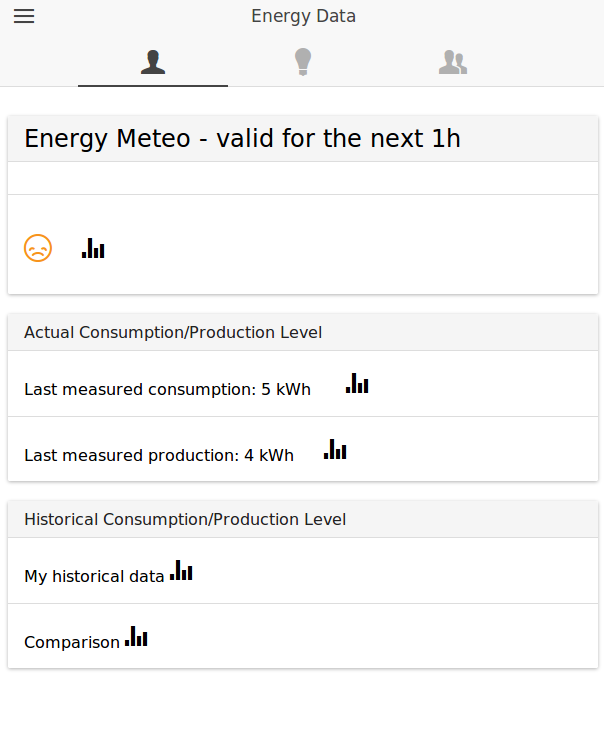 Energy Data
Energy Meteo - valid for the next 1h
Actual Consumption/Production Level
Last measured consumption: 5 kWh
Last measured production: 4 kWh
Historical Consumption/Production Level
My historical data
Comparison